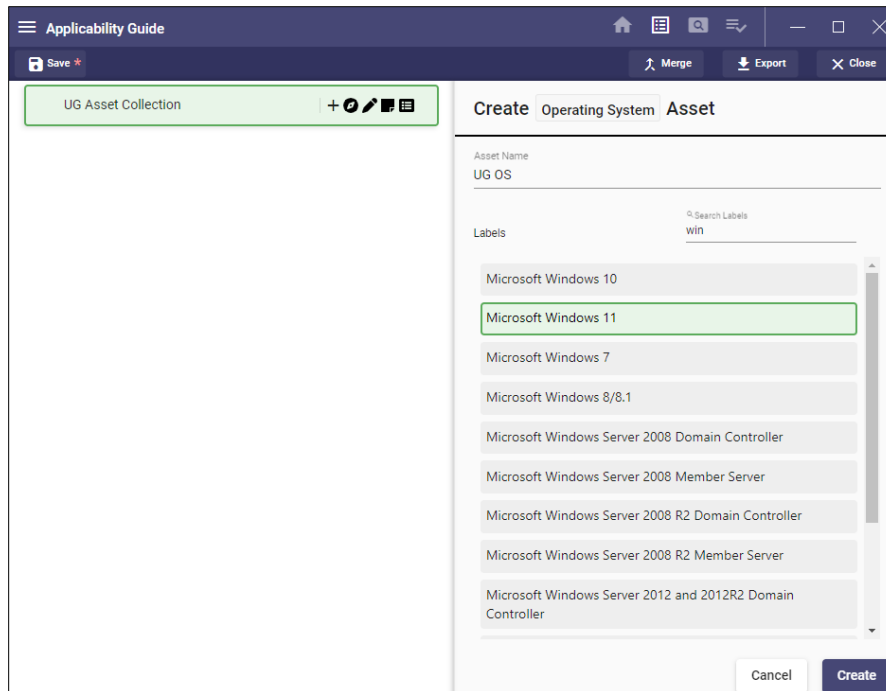 Applicability Guide
Save *
Merge
Export
Close
UG Asset Collection
Create Operating System Asset
Asset Name
UG OS
Labels
Search Labels
win
Microsoft Windows 10
Microsoft Windows 11
Microsoft Windows 7
Microsoft Windows 8/8.1
Microsoft Windows Server 2008 Domain Controller
Microsoft Windows Server 2008 Member Server
Microsoft Windows Server 2008 R2 Domain Controller
Microsoft Windows Server 2008 R2 Member Server
Microsoft Windows Server 2012 and 2012R2 Domain
Controller
Cancel
Create